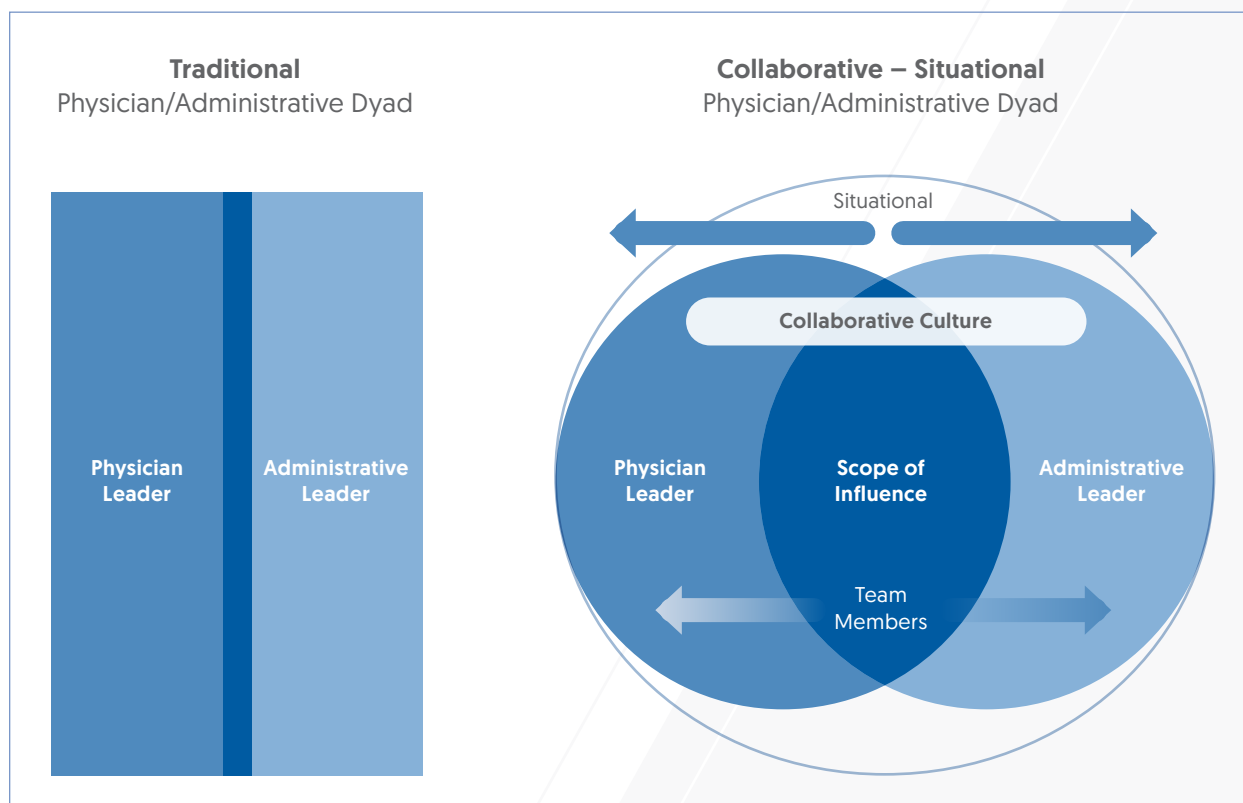 Traditional
Physician/Administrative Dyad
Physician
Leader
Administrative
Leader
Collaborative – Situational
Physician/Administrative Dyad
Situational
Collaborative Culture
Physician
Leader
Scope of
Influence
Administrative
Leader
Team
Members